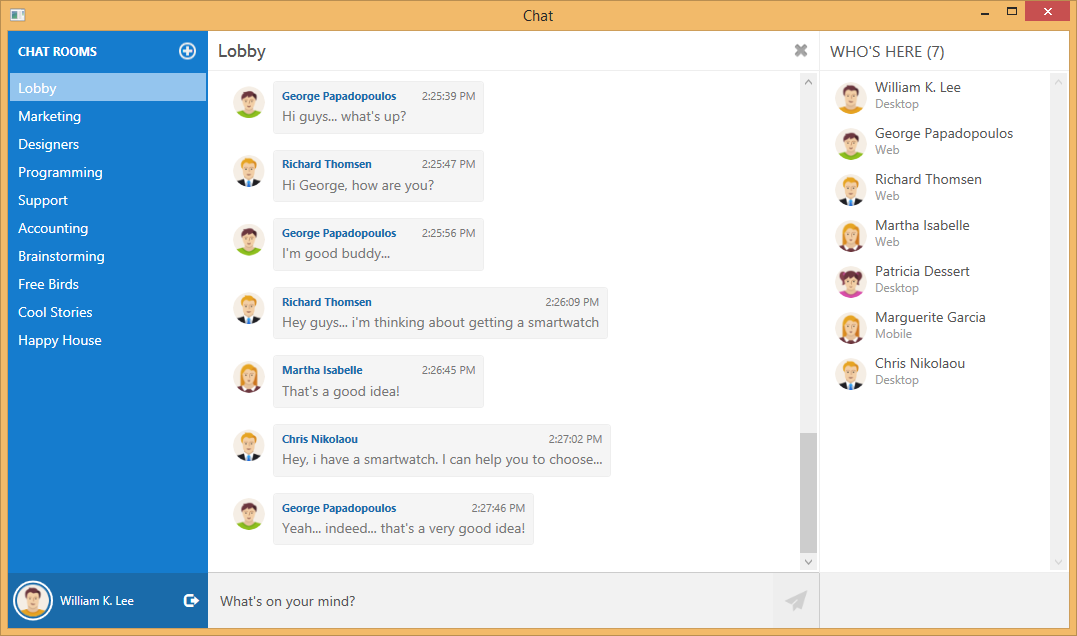 Chat
CHAT ROOMS
Lobby
Marketing
Designers
Programming
Support
Accounting
Brainstorming
Free Birds
Cool Stories
Happy House
William K. Lee
Lobby
George Papadopoulos 2:25:39 PM
Hi guys... what's up?
Richard Thomsen 2:25:47 PM
Hi George, how are you?
George Papadopoulos 2:25:56 PM
I'm good buddy...
Richard Thomsen 2:26:09 PM
Hey guys... i'm thinking about getting a smartwatch
Martha Isabelle 2:26:45 PM
That's a good idea!
Chris Nikolaou 2:27:02 PM
Hey, i have a smartwatch. I can help you to choose...
George Papadopoulos 2:27:46 PM
Yeah... indeed... that's a very good idea!
What's on your mind?
WHO'S HERE (7)
William K. Lee
Desktop
George Papadopoulos
Web
Richard Thomsen
Web
Martha Isabelle
Web
Patricia Dessert
Desktop
Marguerite Garcia
Mobile
Chris Nikolaou
Desktop